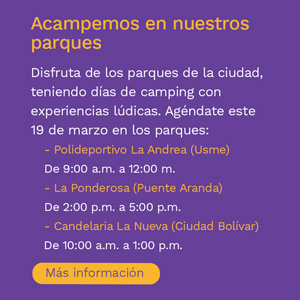 Acampemos en nuestros
parques
Disfruta de los parques de la ciudad,
teniendo días de camping con
experiencias lúdicas. Agéndate este
19 de marzo en los parques:
- Polideportivo La Andrea (Usme)
De 9:00 a.m. a 12:00 m.
- La Ponderosa (Puente Aranda)
De 2:00 p.m. a 5:00 p.m.
- Candelaria La Nueva (Ciudad Bolívar)
De 10:00 a.m. a 1:00 p.m.
Más información